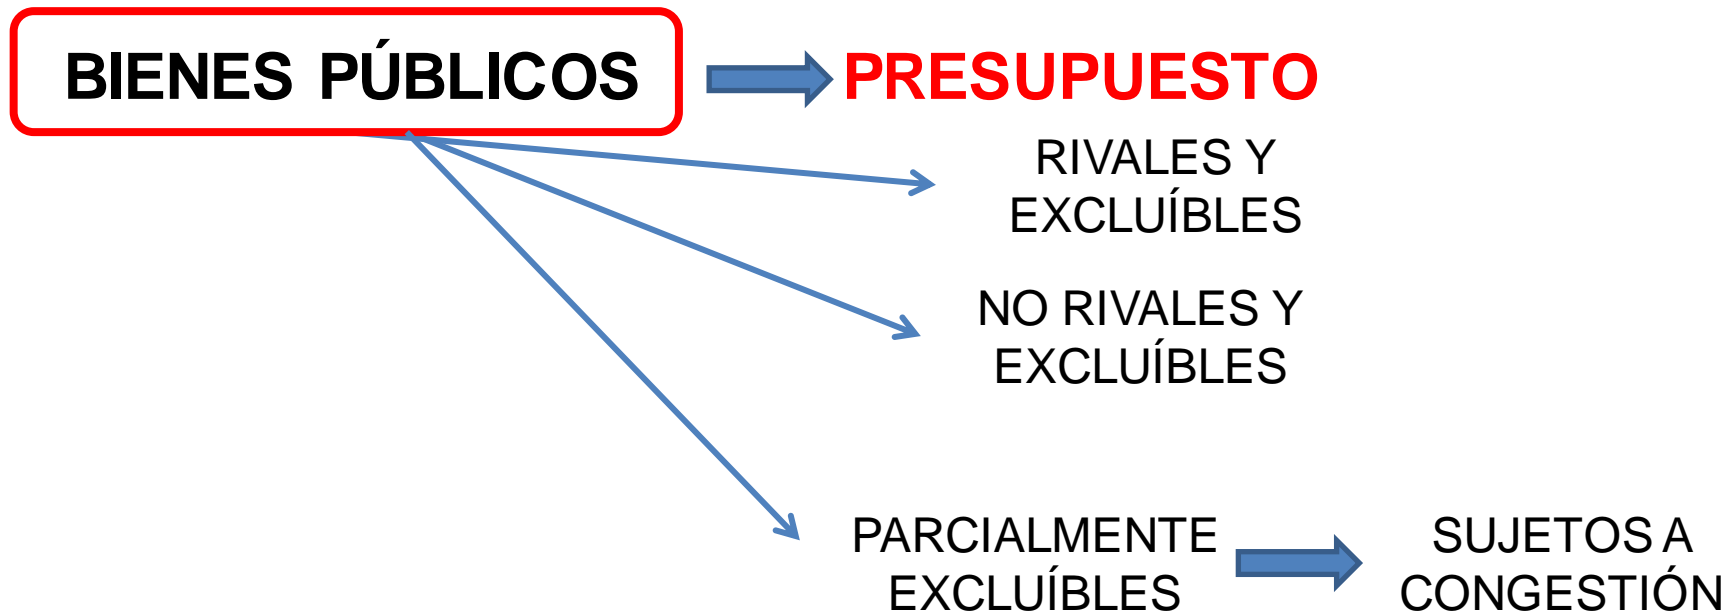 BIENES PÚBLICOS
PRESUPUESTO
RIVALES Y
EXCLUÍBLES
NO RIVALES Y
EXCLUÍBLES
PARCIALMENTE
EXCLUÍBLES
SUJETOS A
CONGESTIÓN